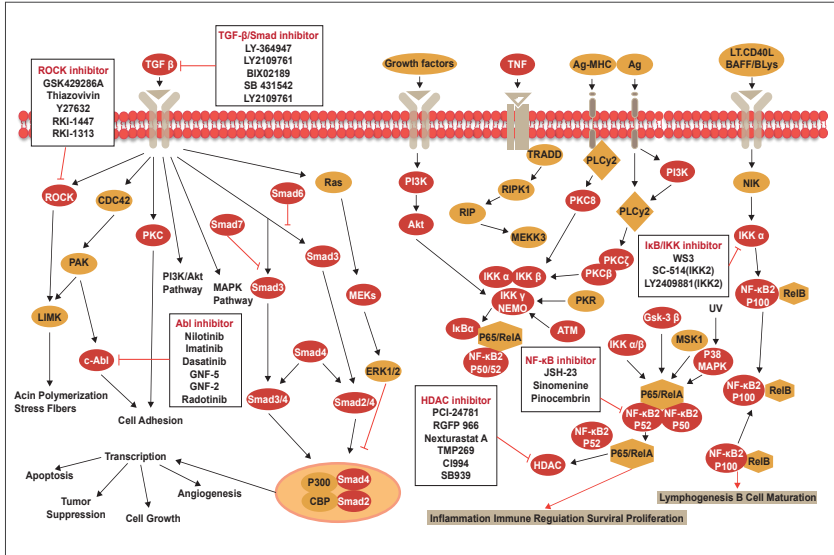 TGF-β/Smad inhibitor
LY-364947
LY2109761
BIX02189
SB 431542
LY2109761
ROCK inhibitor
GSK429286A
Thiazovivin
Y27632
RKI-1447
RKI-1313
TGF β
Growth factors
TNF
Ag-MHC
Ag
LT.CD40L
BAFF/BLys
ROCK
CDC42
PKC
PAK
LIMK
c-Abl
PI3K/Akt
Pathway
MAPK
Pathway
Ras
Smad6
Smad7
Smad3
Smad3
MEKs
ERK1/2
Smad4
Smad3/4
Smad2/4
Abl inhibitor
Nilotinib
Imatinib
Dasatinib
GNF-5
GNF-2
Radotinib
Acin Polymerization
Stress Flbers
Cell Adhesion
Transcription
Apoptosis
Tumor
Suppression
Cell Growth
Angiogenesis
P300
Smad4
CBP
Smad2
PI3K
Akt
TRADD
RIPK1
RIP
MEKK3
PLCy2
PKC8
PI3K
PLCy2
PKCζ
PKCβ
IKK α
IKK β
IKK γ
NEMO
PKR
ATM
IκBα
P65/RelA
NF-κB2
P50/52
NIK
IKK α
IκB/IKK inhibitor
WS3
SC-514(IKK2)
LY2409881(IKK2)
NF-κB2
P100
RelB
UV
Gsk-3 β
MSK1
IKK α/β
P38
MAPK
NF-κB inhibitor
JSH-23
Sinomenine
Pinocembrin
P65/RelA
NF-κB2
P52
NF-κB2
P50
NF-κB2
P100
RelB
HDAC inhibitor
PCI-24781
RGFP 966
Nexturastat A
TMP269
CI994
SB939
NF-κB2
P52
P65/RelA
HDAC
NF-κB2
P100
RelB
Lymphogenesis B Cell Maturation
Inflammation Immune Reguiation Surviral Proliferation